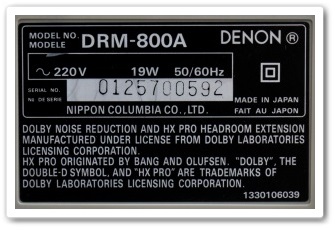 MODEL NO. DRM-800A DENON ®
MODELE
~ 220V 19W 50/60Hz
SERIAL NO. 0125700592
No DE SERIE
MADE IN JAPAN
NIPPON COLUMBIA CO., LTD. FAIT AU JAPON
DOLBY NOISE REDUCTION AND HX PRO HEADROOM EXTENSION
MANUFACTURED UNDER LICENSE FROM DOLBY LABORATORIES
LICENSING CORPORATION.
HX PRO ORIGINATED BY BANG AND OLUFSEN. "DOLBY", THE
DOUBLE-D SYMBOL, AND "HX PRO" ARE TRADEMARKS OF
DOLBY LABORATORIES LICENSING CORPORATION.
1330106039